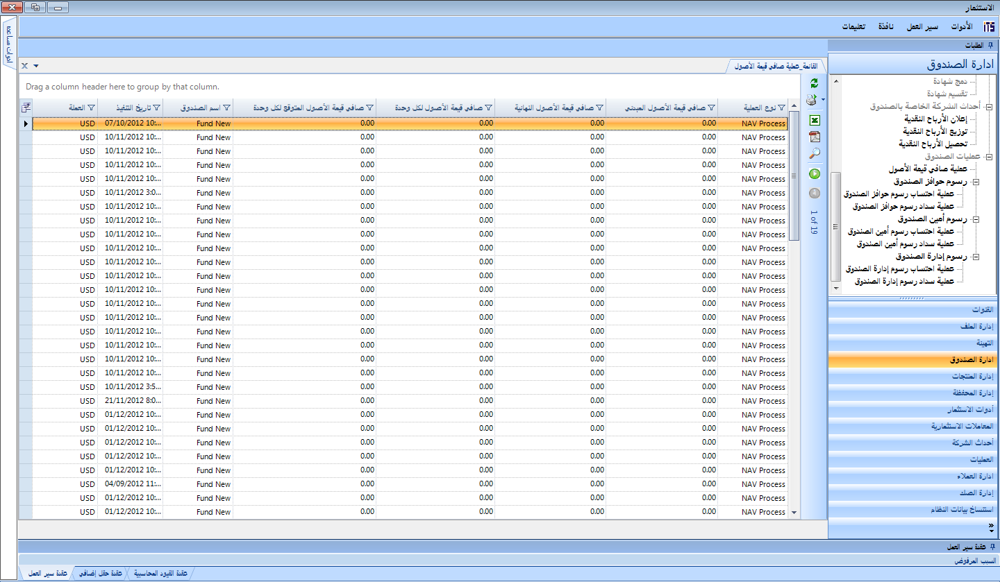 الاستثمار
ITS الأدوات سير العمل نافذة تعليمات
أدوات مساعدة
الطلبات
ادارة الصندوق
دمج شهادة
تقسيم شهادة
أحداث الشركة الخاصة بالصندوق
إعلان الأرباح النقدية
توزيع الأرباح النقدية
تحصيل الأرباح النقدية
عمليات الصندوق
عملية صافي قيمة الأصول
رسوم حوافز الصندوق
عملية احتساب رسوم حوافز الصندوق
عملية سداد رسوم حوافز الصندوق
رسوم أمين الصندوق
عملية احتساب رسوم أمين الصندوق
عملية سداد رسوم أمين الصندوق
رسوم إدارة الصندوق
عملية احتساب رسوم إدارة الصندوق
عملية سداد رسوم إدارة الصندوق
القنوات
إدارة الملف
التهيئة
ادارة الصندوق
إدارة المنتجات
إدارة المحفظة
أدوات الاستثمار
المعاملات الاستثمارية
أحداث الشركة
العمليات
ادارة العملاء
إدارة الصك
استنساخ بيانات النظام
القائمة_عملية صافي قيمة الأصول
1 of 19
Drag a column header here to group by that column.
نوع العملية صافي قيمة الأصول المبدئي صافي قيمة الأصول النهائية صافي قيمة الأصول لكل وحدة صافي قيمة الأصول المتوقع لكل وحدة اسم الصندوق تاريخ التنفيذ العملة
USD 07/10/2012 10:... Fund New 0.00 0.00 0.00 0.00 NAV Process
USD 10/11/2012 10:... Fund New 0.00 0.00 0.00 0.00 NAV Process
USD 10/11/2012 10:... Fund New 0.00 0.00 0.00 0.00 NAV Process
USD 10/11/2012 10:... Fund New 0.00 0.00 0.00 0.00 NAV Process
USD 10/11/2012 10:... Fund New 0.00 0.00 0.00 0.00 NAV Process
USD 10/11/2012 3:0... Fund New 0.00 0.00 0.00 0.00 NAV Process
USD 10/11/2012 10:... Fund New 0.00 0.00 0.00 0.00 NAV Process
USD 10/11/2012 10:... Fund New 0.00 0.00 0.00 0.00 NAV Process
USD 10/11/2012 10:... Fund New 0.00 0.00 0.00 0.00 NAV Process
USD 10/11/2012 10:... Fund New 0.00 0.00 0.00 0.00 NAV Process
USD 10/11/2012 10:... Fund New 0.00 0.00 0.00 0.00 NAV Process
USD 10/11/2012 10:... Fund New 0.00 0.00 0.00 0.00 NAV Process
USD 10/11/2012 10:... Fund New 0.00 0.00 0.00 0.00 NAV Process
USD 10/11/2012 10:... Fund New 0.00 0.00 0.00 0.00 NAV Process
USD 10/11/2012 10:... Fund New 0.00 0.00 0.00 0.00 NAV Process
USD 10/11/2012 10:... Fund New 0.00 0.00 0.00 0.00 NAV Process
USD 10/11/2012 10:... Fund New 0.00 0.00 0.00 0.00 NAV Process
USD 10/11/2012 10:... Fund New 0.00 0.00 0.00 0.00 NAV Process
USD 10/11/2012 10:... Fund New 0.00 0.00 0.00 0.00 NAV Process
USD 10/11/2012 3:5... Fund New 0.00 0.00 0.00 0.00 NAV Process
USD 21/11/2012 8:0... Fund New 0.00 0.00 0.00 0.00 NAV Process
USD 01/12/2012 10:... Fund New 0.00 0.00 0.00 0.00 NAV Process
USD 01/12/2012 10:... Fund New 0.00 0.00 0.00 0.00 NAV Process
USD 01/12/2012 10:... Fund New 0.00 0.00 0.00 0.00 NAV Process
USD 01/12/2012 10:... Fund New 0.00 0.00 0.00 0.00 NAV Process
USD 01/12/2012 10:... Fund New 0.00 0.00 0.00 0.00 NAV Process
USD 04/09/2012 11:... Fund New 0.00 0.00 0.00 0.00 NAV Process
USD 01/12/2012 10:... Fund New 0.00 0.00 0.00 0.00 NAV Process
USD 01/12/2012 10:... Fund New 0.00 0.00 0.00 0.00 NAV Process
عقدة سير العمل
السبب المرفوض
عقدة القيود المحاسبية عقدة حقل إضافي عقدة سير العمل